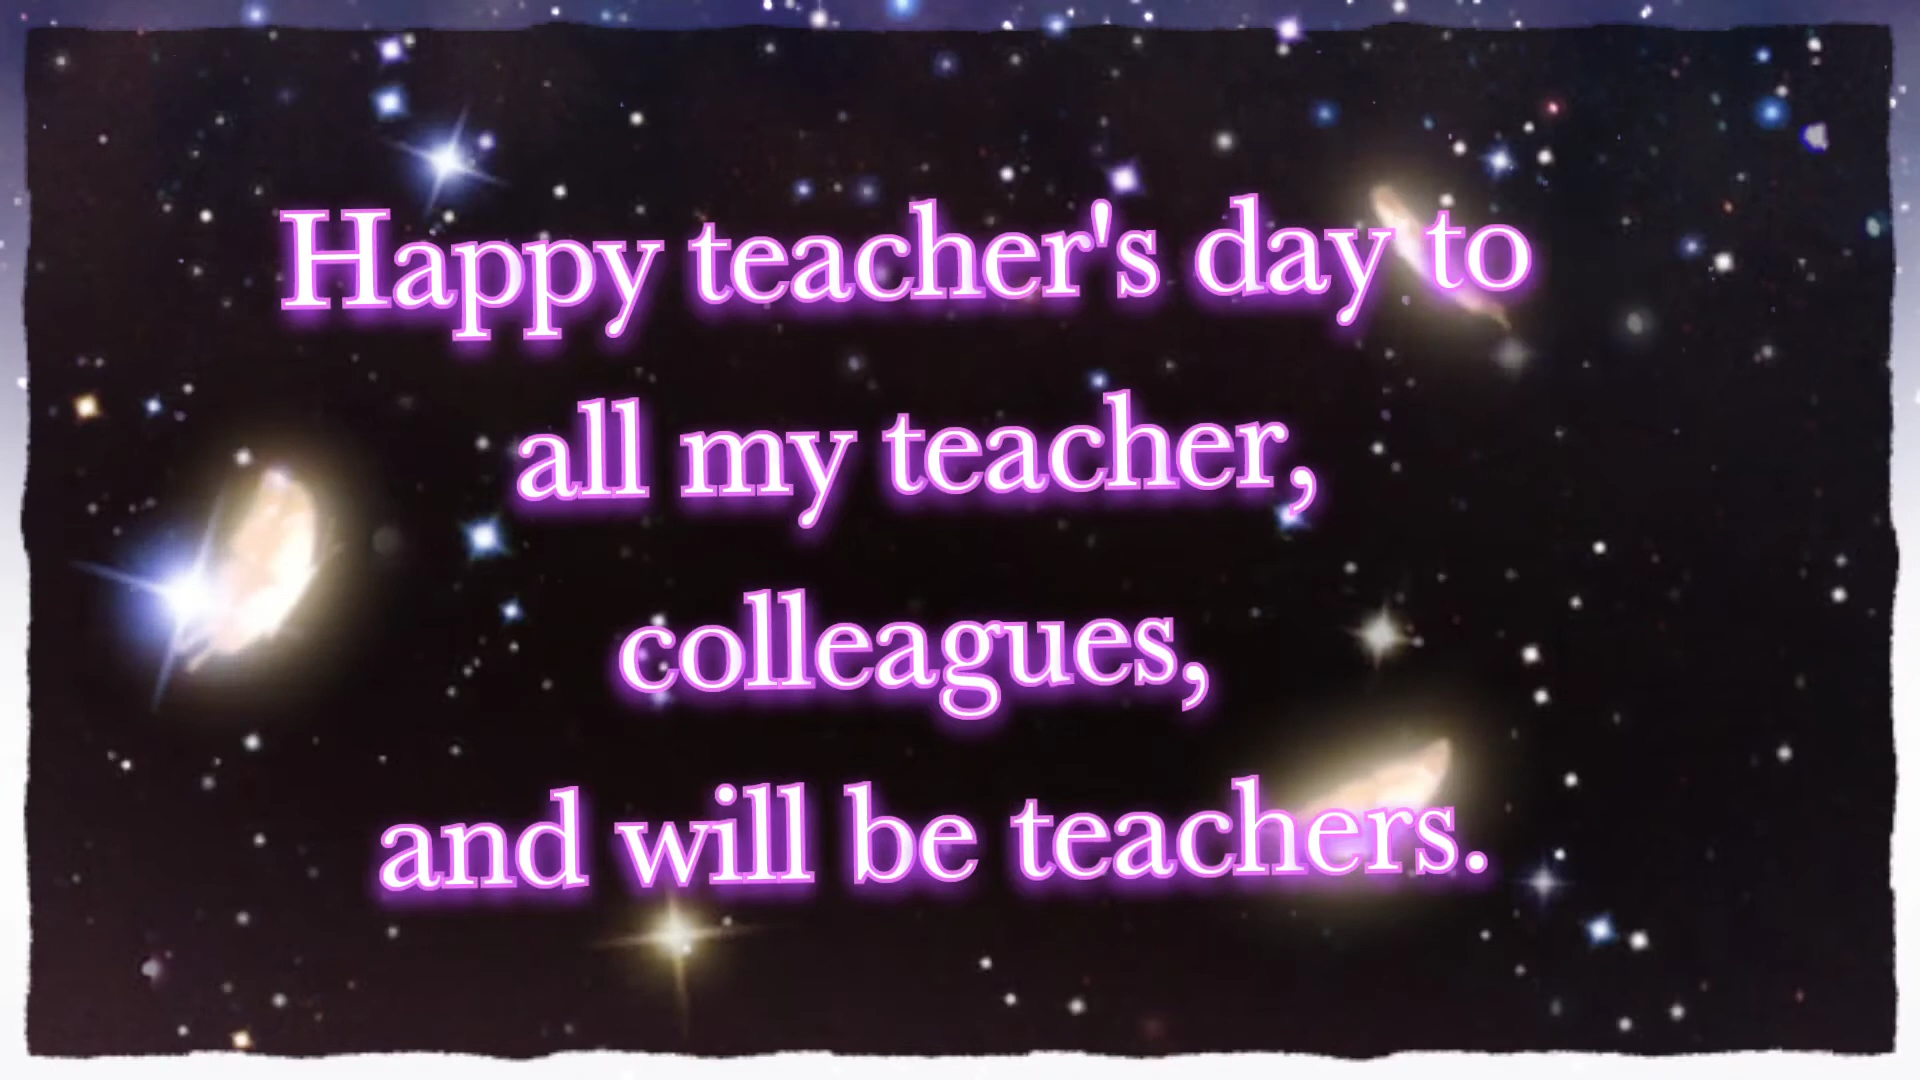 Happy teacher's day to
all my teacher,
colleagues,
and will be teachers.